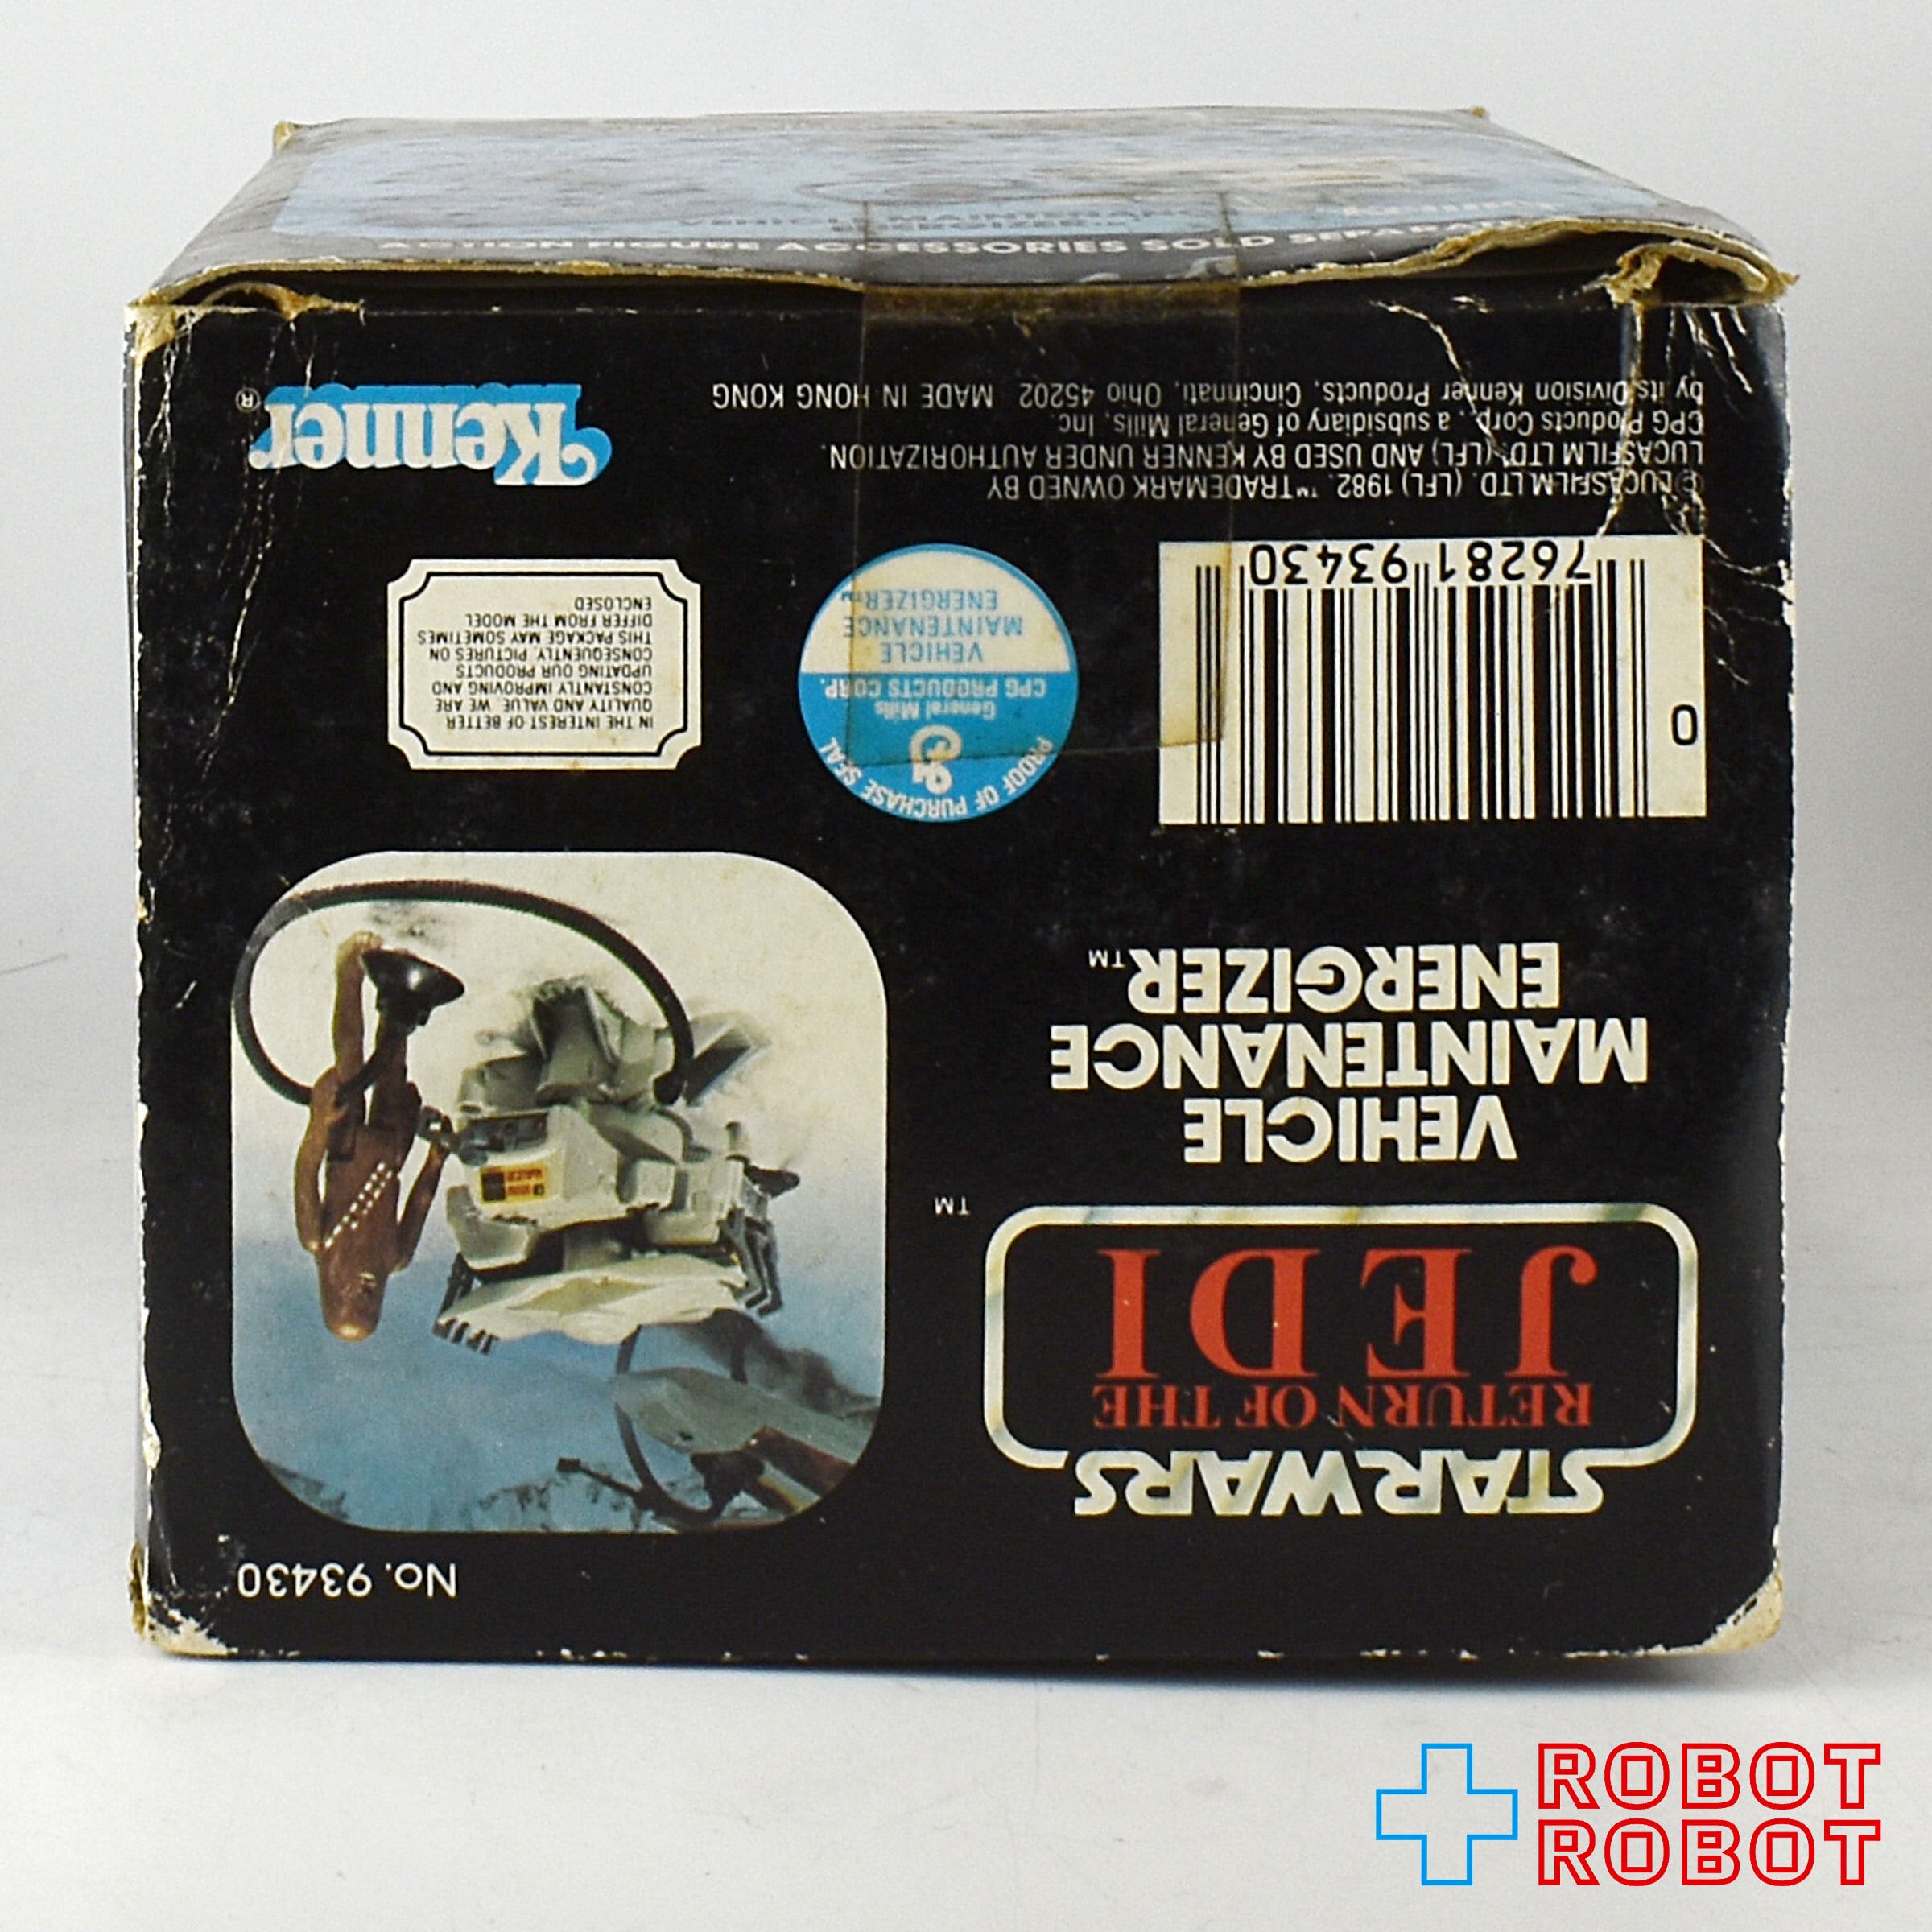 No. 93430
STAR WARS
RETURN OF THE
JEDI
TM
VEHICLE
MAINTENANCE
ENERGIZER™
0
76281 93430
PROOF OF PURCHASE SEAL
General Mills
CPG PRODUCTS CORP.
VEHICLE
MAINTENANCE
ENERGIZER™
IN THE INTEREST OF BETTER
QUALITY AND VALUE, WE ARE
CONSTANTLY IMPROVING AND
UPDATING OUR PRODUCTS
CONSEQUENTLY, PICTURES ON
THIS PACKAGE MAY SOMETIMES
DIFFER FROM THE MODEL
ENCLOSED
© LUCASFILM LTD. (LFL) 1982. ™TRADEMARK OWNED BY
LUCASFILM LTD. (LFL) AND USED BY KENNER UNDER AUTHORIZATION.
CPG Products Corp., a subsidiary of General Mills, Inc.
by its Division Kenner Products, Cincinnati, Ohio 45202 MADE IN HONG KONG
Kenner®
VEHICLE MAINTENANCE
ENERGIZER
ACTION FIGURE ACCESSORIES SOLD
ROBOT
ROBOT